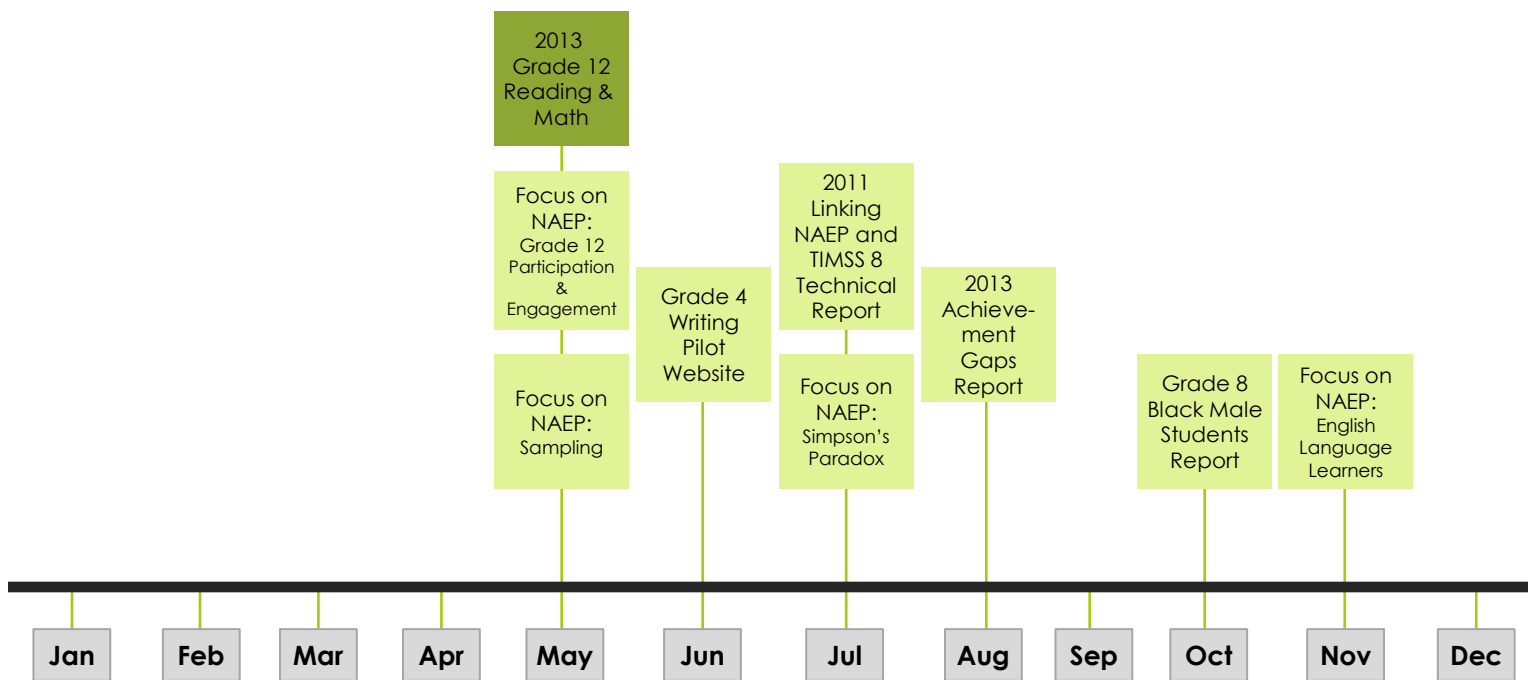 2013
Grade 12
Reading &
Math
Focus on
NAEP:
Grade 12
Participation
&
Engagement
Focus on
NAEP:
Sampling
Grade 4
Writing
Pilot
Website
2011
Linking
NAEP and
TIMSS 8
Technical
Report
Focus on
NAEP:
Simpson’s
Paradox
2013
Achieve-
ment
Gaps
Report
Grade 8
Black Male
Students
Report
Focus on
NAEP:
English
Language
Learners
Jan
Feb
Mar
Apr
May
Jun
Jul
Aug
Sep
Oct
Nov
Dec